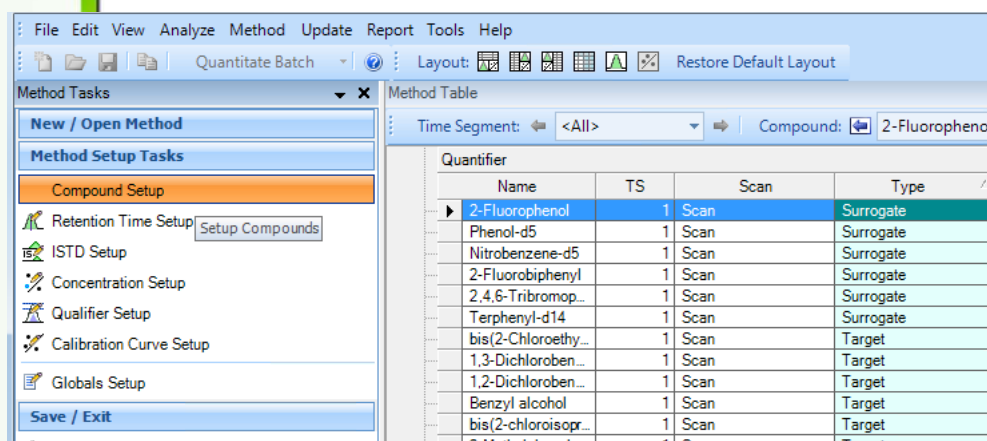 File Edit View Analyze Method Update Report Tools Help
Quantitate Batch Layout: Restore Default Layout
Method Tasks
New / Open Method
Method Setup Tasks
Compound Setup
Retention Time Setup
Setup Compounds
ISTD Setup
Concentration Setup
Qualifier Setup
Calibration Curve Setup
Globals Setup
Save / Exit
Method Table
Time Segment: <All> Compound: 2-Fluoropheno
Quantifier
Name TS Scan Type
2-Fluorophenol 1 Scan Surrogate
Phenol-d5 1 Scan Surrogate
Nitrobenzene-d5 1 Scan Surrogate
2-Fluorobiphenyl 1 Scan Surrogate
2,4,6-Tribromop... 1 Scan Surrogate
Terphenyl-d14 1 Scan Surrogate
bis(2-Chloroethy... 1 Scan Target
1,3-Dichloroben... 1 Scan Target
1,2-Dichloroben... 1 Scan Target
Benzyl alcohol 1 Scan Target
bis(2-chloroisopr... 1 Scan Target